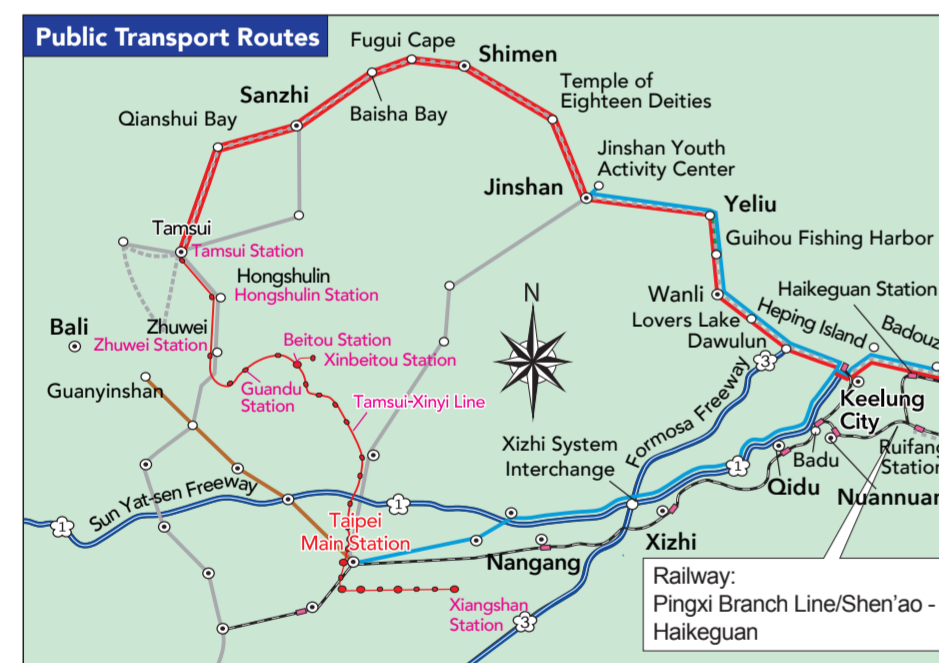 Public Transport Routes
Fugui Cape
Shimen
Sanzhi
Temple of
Eighteen Deities
Baisha Bay
Qianshui Bay
Jinshan Youth
Activity Center
Jinshan
Yeliu
Tamsui
Tamsui Station
Guihou Fishing Harbor
Hongshulin
Hongshulin Station
N
Wanli
Haikeguan Station
Lovers Lake
Heping Island
Badouz
Bali
Zhuwei
Zhuwei Station
Beitou Station
Xinbeitou Station
Dawulun
3
Guanyinshan
Guandu
Station
Tamsui-Xinyi Line
Formosa Freeway
Keelung
City
Xizhi System
Interchange
1
Badu
Ruifang
Station
Qidu
Nuannuan
Sun Yat-sen Freeway
1
1
Taipei
Main Station
Nangang
Xizhi
Xiangshan
Station
3
Railway:
Pingxi Branch Line/Shen'ao -
Haikeguan